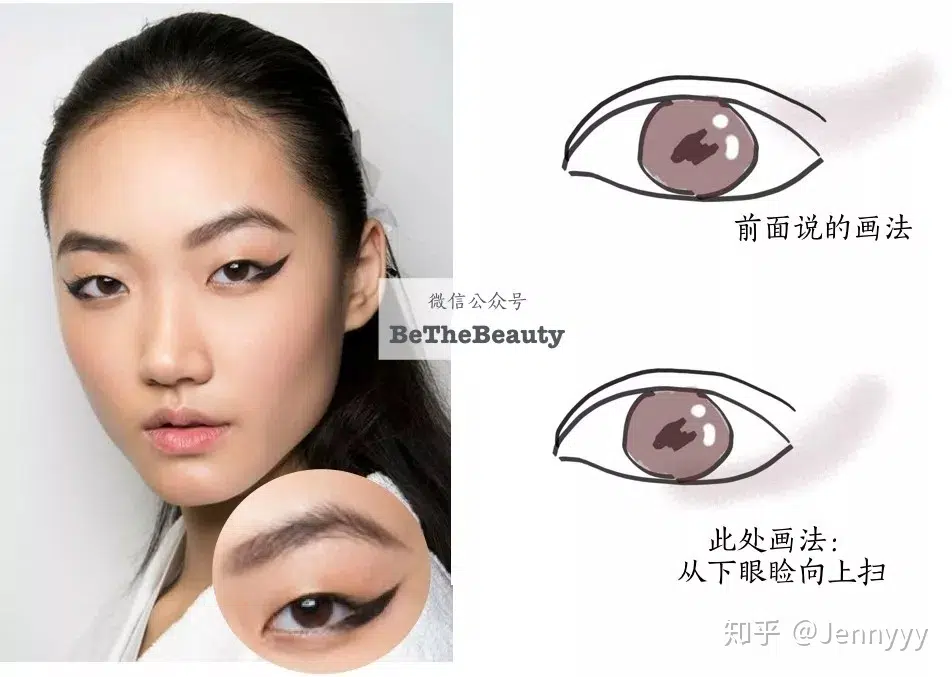 前面说的画法
微信公众号
BeTheBeauty
此处画法:
从下眼睑向上扫
知乎 @Jennyyy